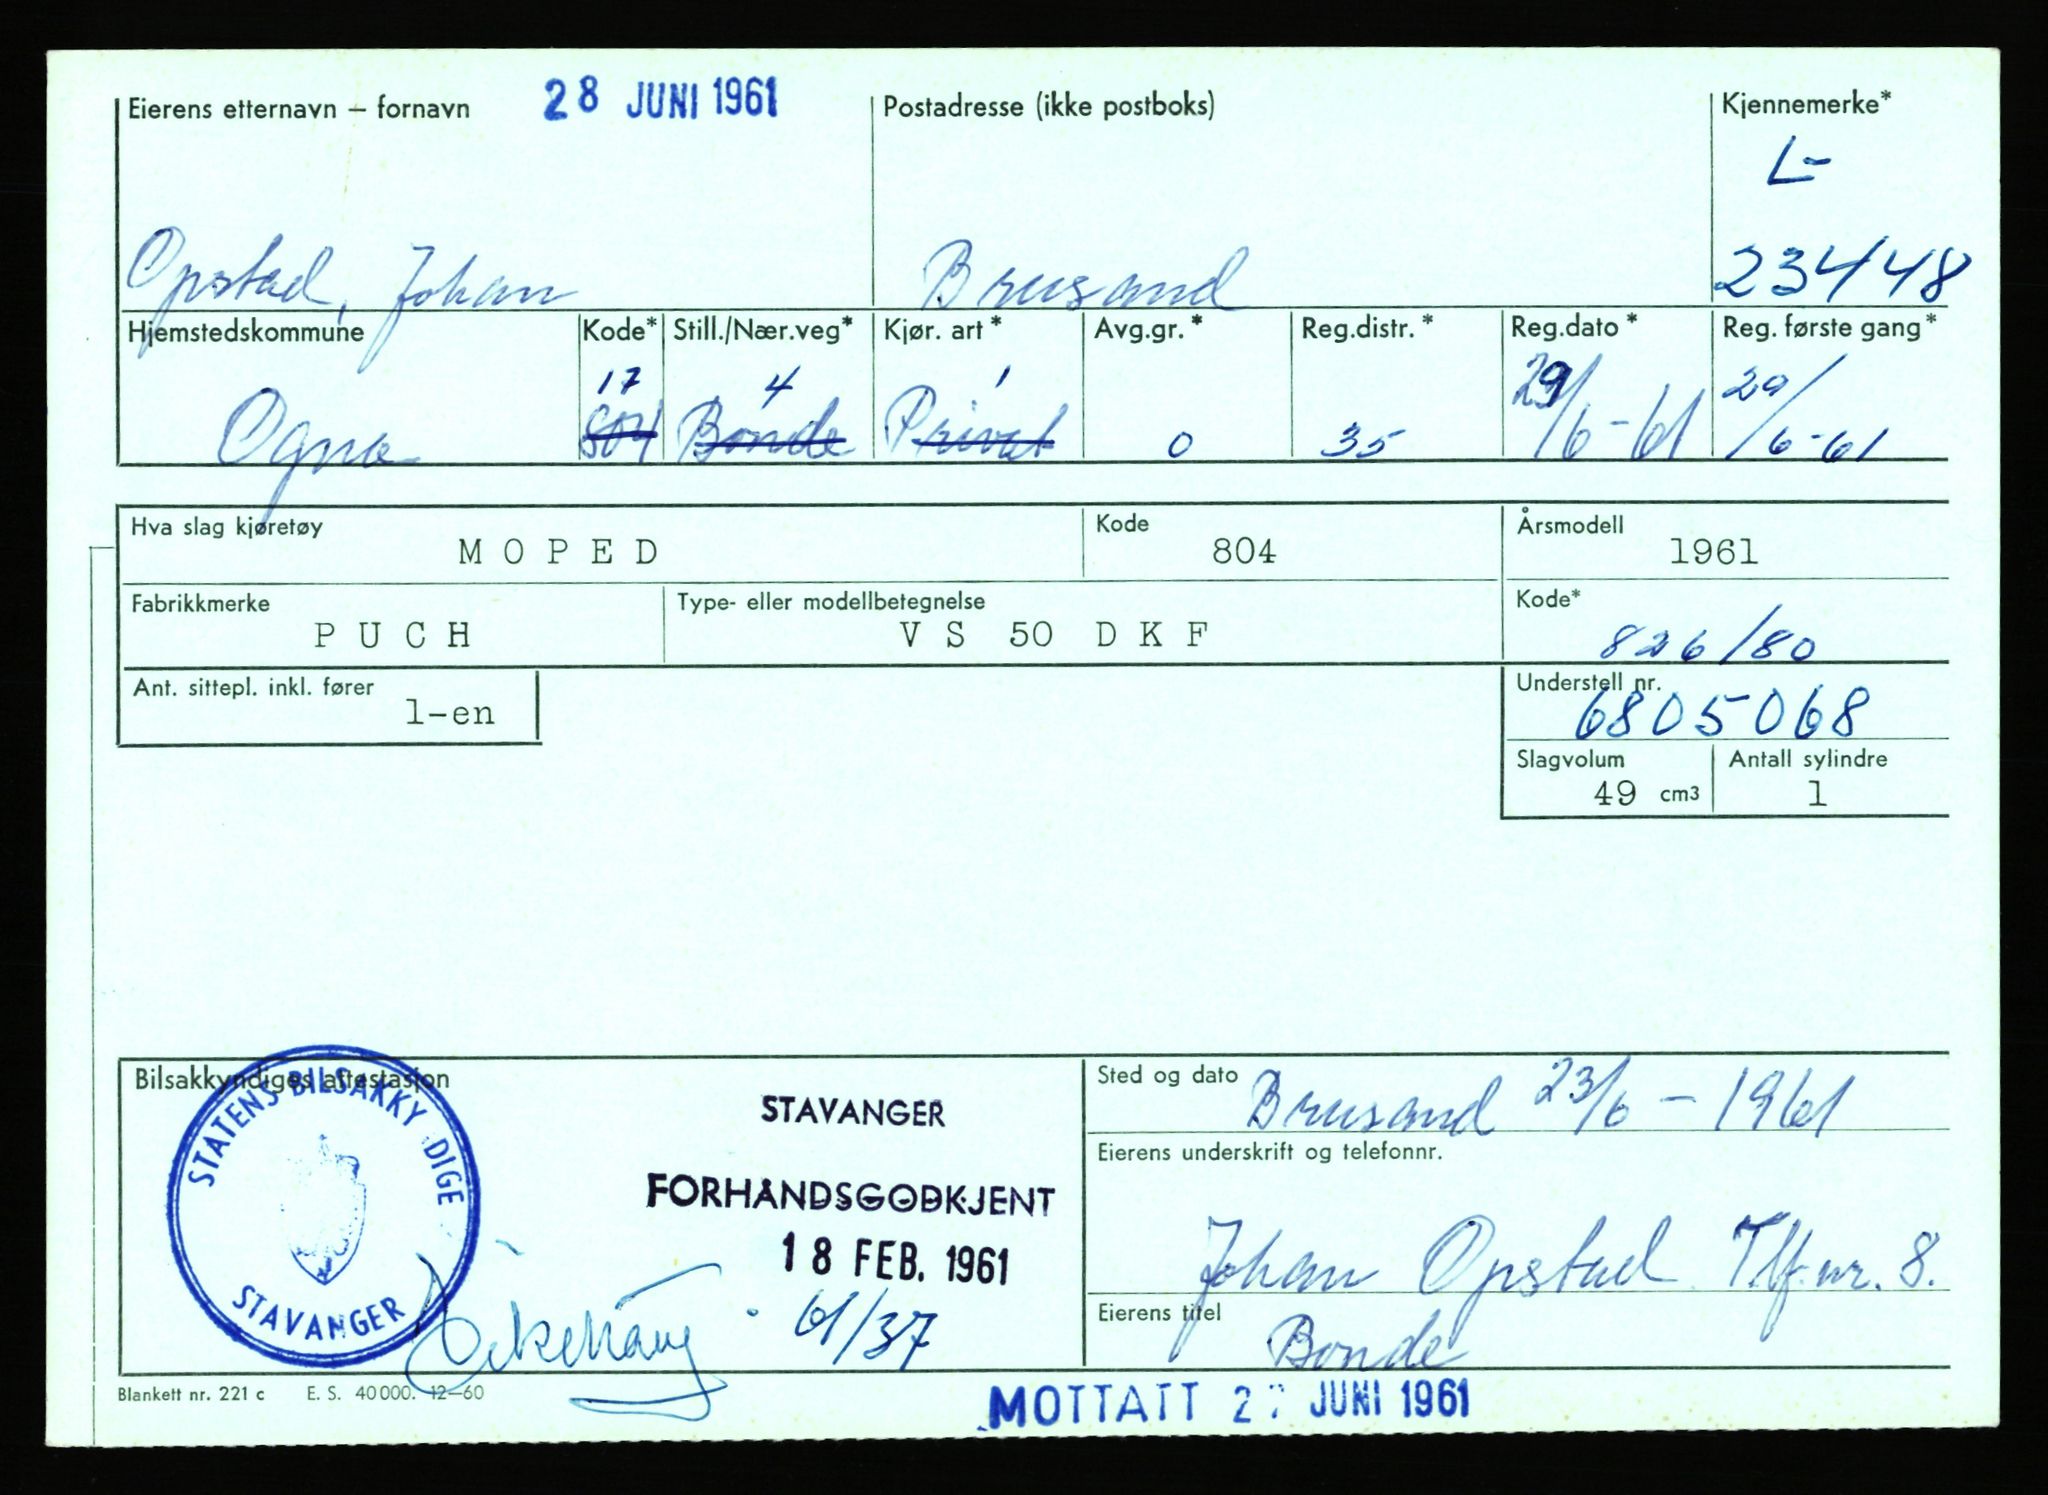 Eierens etternavn – fornavn 28 JUNI 1961 Postadresse (ikke postboks) Kjennemerke*
L-
Opstad, Johan Brusand 23448
Hjemstedskommune Kode* Still./Nær.veg* Kjør. art * Avg.gr. * Reg.distr. * Reg.dato * Reg. første gang*
17 4 1
Ogna Bonde Privat 0 35 29/6-61 29/6-61
Hva slag kjøretøy Kode Årsmodell
MOPED 804 1961
Fabrikkmerke Type- eller modellbetegnelse Kode*
PUCH VS 50 DKF 826/80
Ant. sittepl. inkl. fører Understell nr.
1-en 6805068
Slagvolum Antall sylindre
49 cm3 1
Bilsakkyndiges attestasjon Sted og dato Brusand 23/6 – 1961
STATENS BILSAKKY DIGE
STAVANGER
STAVANGER
FORHÅNDSGODKJENT
18 FEB. 1961
61/37
Eierens underskrift og telefonnr.
Johan Opstad Tlf. nr. 8.
Eierens titel
Bonde
Blankett nr. 221 c E. S. 40000. 12–60
MOTTATT 2 JUNI 1961